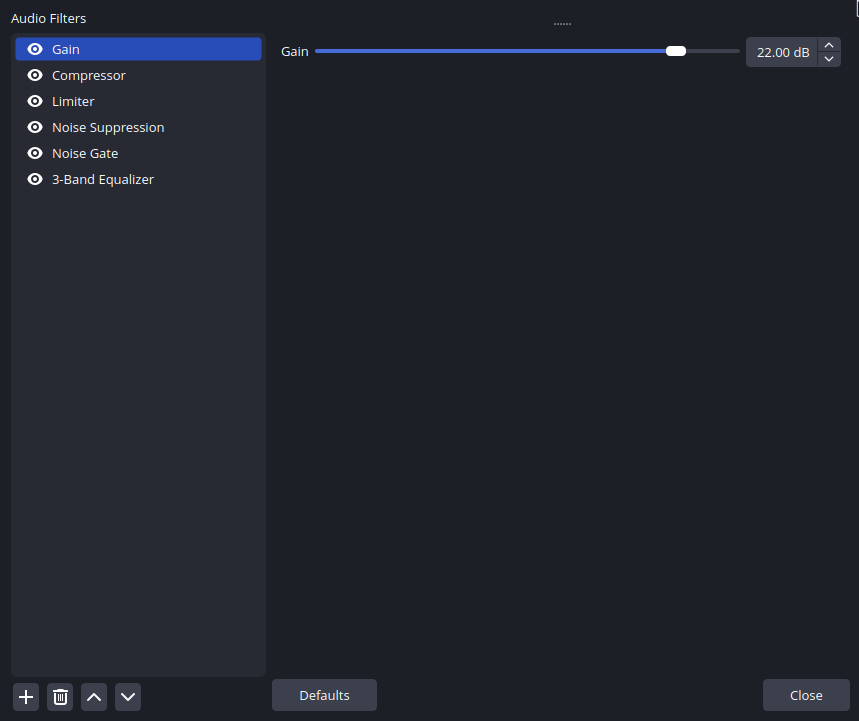 Audio Filters
Gain
Compressor
Limiter
Noise Suppression
Noise Gate
3-Band Equalizer
Gain 22.00 dB
Defaults
Close